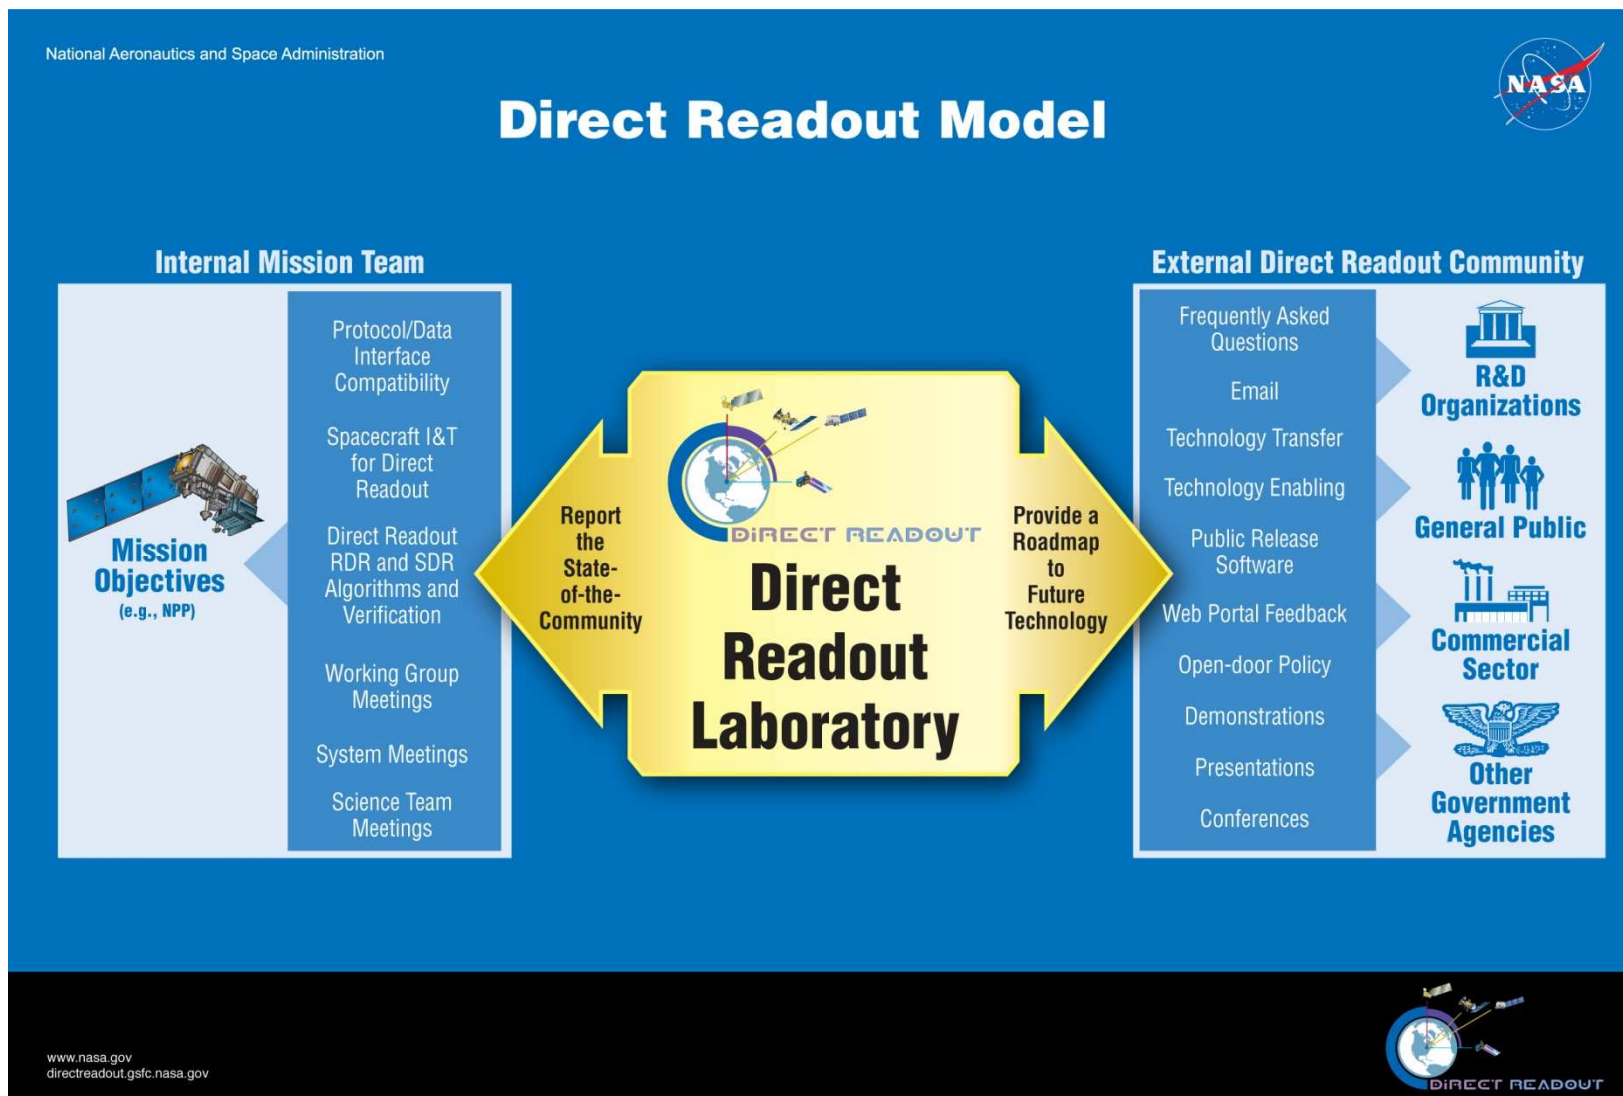 National Aeronautics and Space Administration
NASA
Direct Readout Model
Internal Mission Team
Mission
Objectives
(e.g., NPP)
Protocol/Data
Interface
Compatibility
Spacecraft I&T
for Direct
Readout
Direct Readout
RDR and SDR
Algorithms and
Verification
Working Group
Meetings
System Meetings
Science Team
Meetings
Report
the
State-
of-the-
Community
DIRECT READOUT
Direct
Readout
Laboratory
Provide a
Roadmap
to
Future
Technology
External Direct Readout Community
Frequently Asked
Questions
Email
Technology Transfer
Technology Enabling
Public Release
Software
Web Portal Feedback
Open-door Policy
Demonstrations
Presentations
Conferences
R&D
Organizations
General Public
Commercial
Sector
Other
Government
Agencies
www.nasa.gov
directreadout.gsfc.nasa.gov
DIRECT READOUT